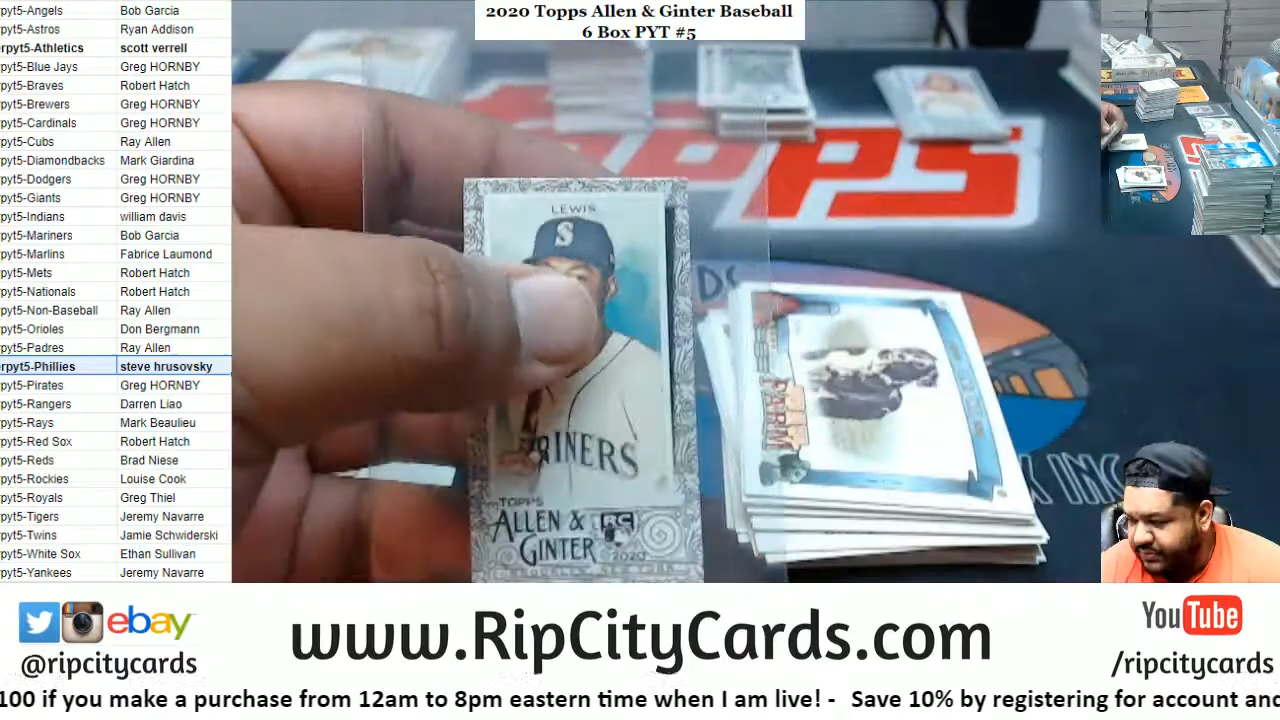 2020 Topps Allen & Ginter Baseball
6 Box PYT #5
pyt5-Angels Bob Garcia
pyt5-Astros Ryan Addison
erpyt5-Athletics scott verrell
pyt5-Blue Jays Greg HORNBY
pyt5-Braves Robert Hatch
pyt5-Brewers Greg HORNBY
pyt5-Cardinals Greg HORNBY
pyt5-Cubs Ray Allen
pyt5-Diamondbacks Mark Giardina
pyt5-Dodgers Greg HORNBY
pyt5-Giants Greg HORNBY
pyt5-Indians william davis
pyt5-Mariners Bob Garcia
pyt5-Marlins Fabrice Laumond
pyt5-Mets Robert Hatch
pyt5-Nationals Robert Hatch
pyt5-Non-Baseball Ray Allen
pyt5-Orioles Don Bergmann
pyt5-Padres Ray Allen
erpyt5-Phillies steve hrusovsky
pyt5-Pirates Greg HORNBY
pyt5-Rangers Darren Liao
pyt5-Rays Mark Beaulieu
pyt5-Red Sox Robert Hatch
pyt5-Reds Brad Niese
pyt5-Rockies Louise Cook
pyt5-Royals Greg Thiel
pyt5-Tigers Jeremy Navarre
pyt5-Twins Jamie Schwiderski
pyt5-White Sox Ethan Sullivan
pyt5-Yankees Jeremy Navarre
TOPPS
LEWIS
S
RINERS
TOPPS
ALLEN &
GINTER
RC
2020
FARM
ebay
@ripcitycards
www.RipCityCards.com
YouTube
/ripcitycards
100 if you make a purchase from 12am to 8pm eastern time when I am live! - Save 10% by registering for account and